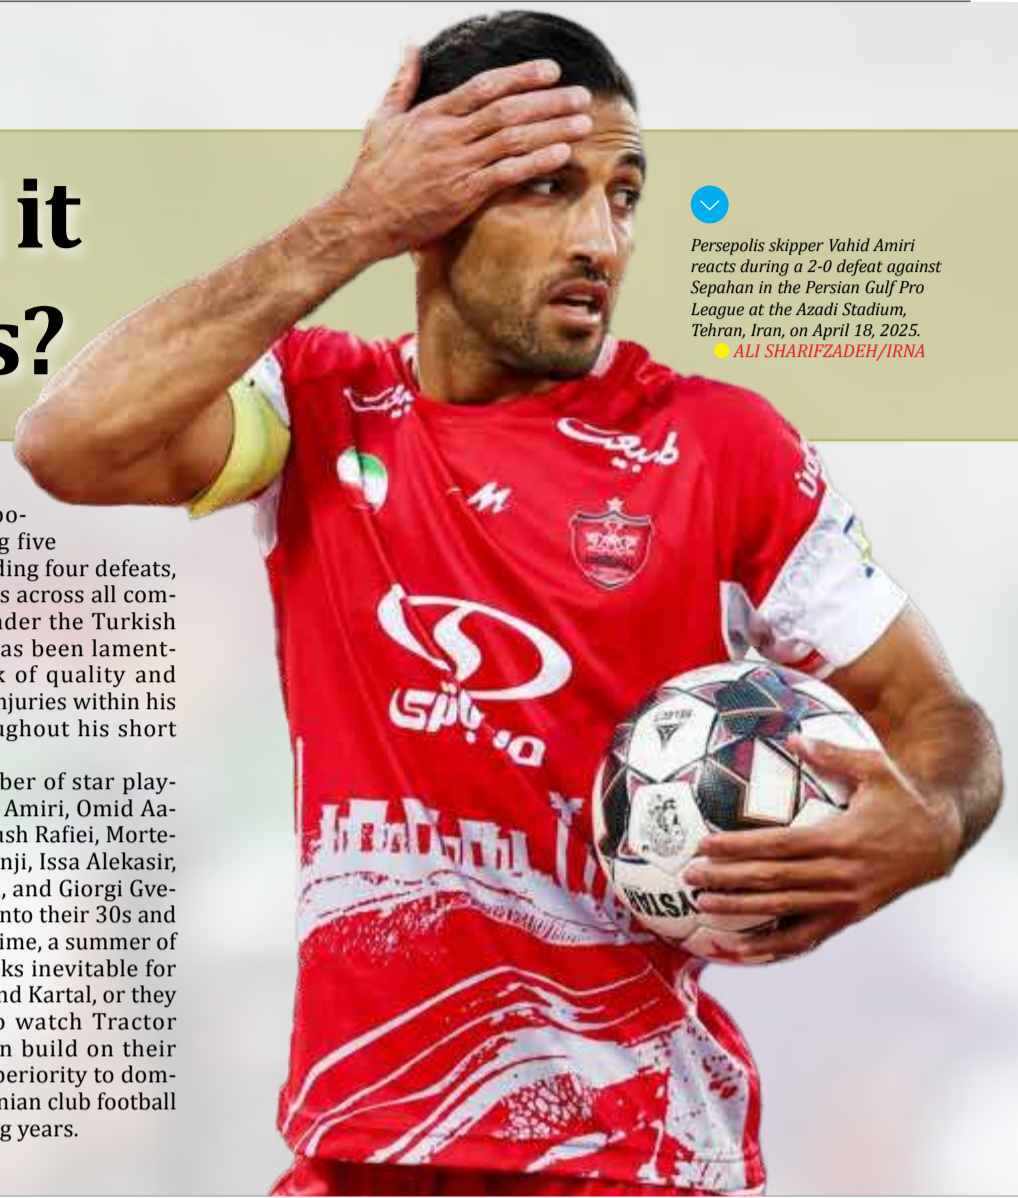 it
s?
Persepolis skipper Vahid Amiri
reacts during a 2-0 defeat against
Sepahan in the Persian Gulf Pro
League at the Azadi Stadium,
Tehran, Iran, on April 18, 2025.
ALI SHARIFZADEH/IRNA
طبیعت
g five
ding four defeats,
s across all com-
nder the Turkish
as been lament-
k of quality and
njuries within his
ughout his short
ber of star play-
Amiri, Omid Aa-
ush Rafiei, Morte-
nji, Issa Alekasir,
, and Giorgi Gve-
nto their 30s and
ime, a summer of
ks inevitable for
nd Kartal, or they
o watch Tractor
n build on their
periority to dom-
nian club football
g years.